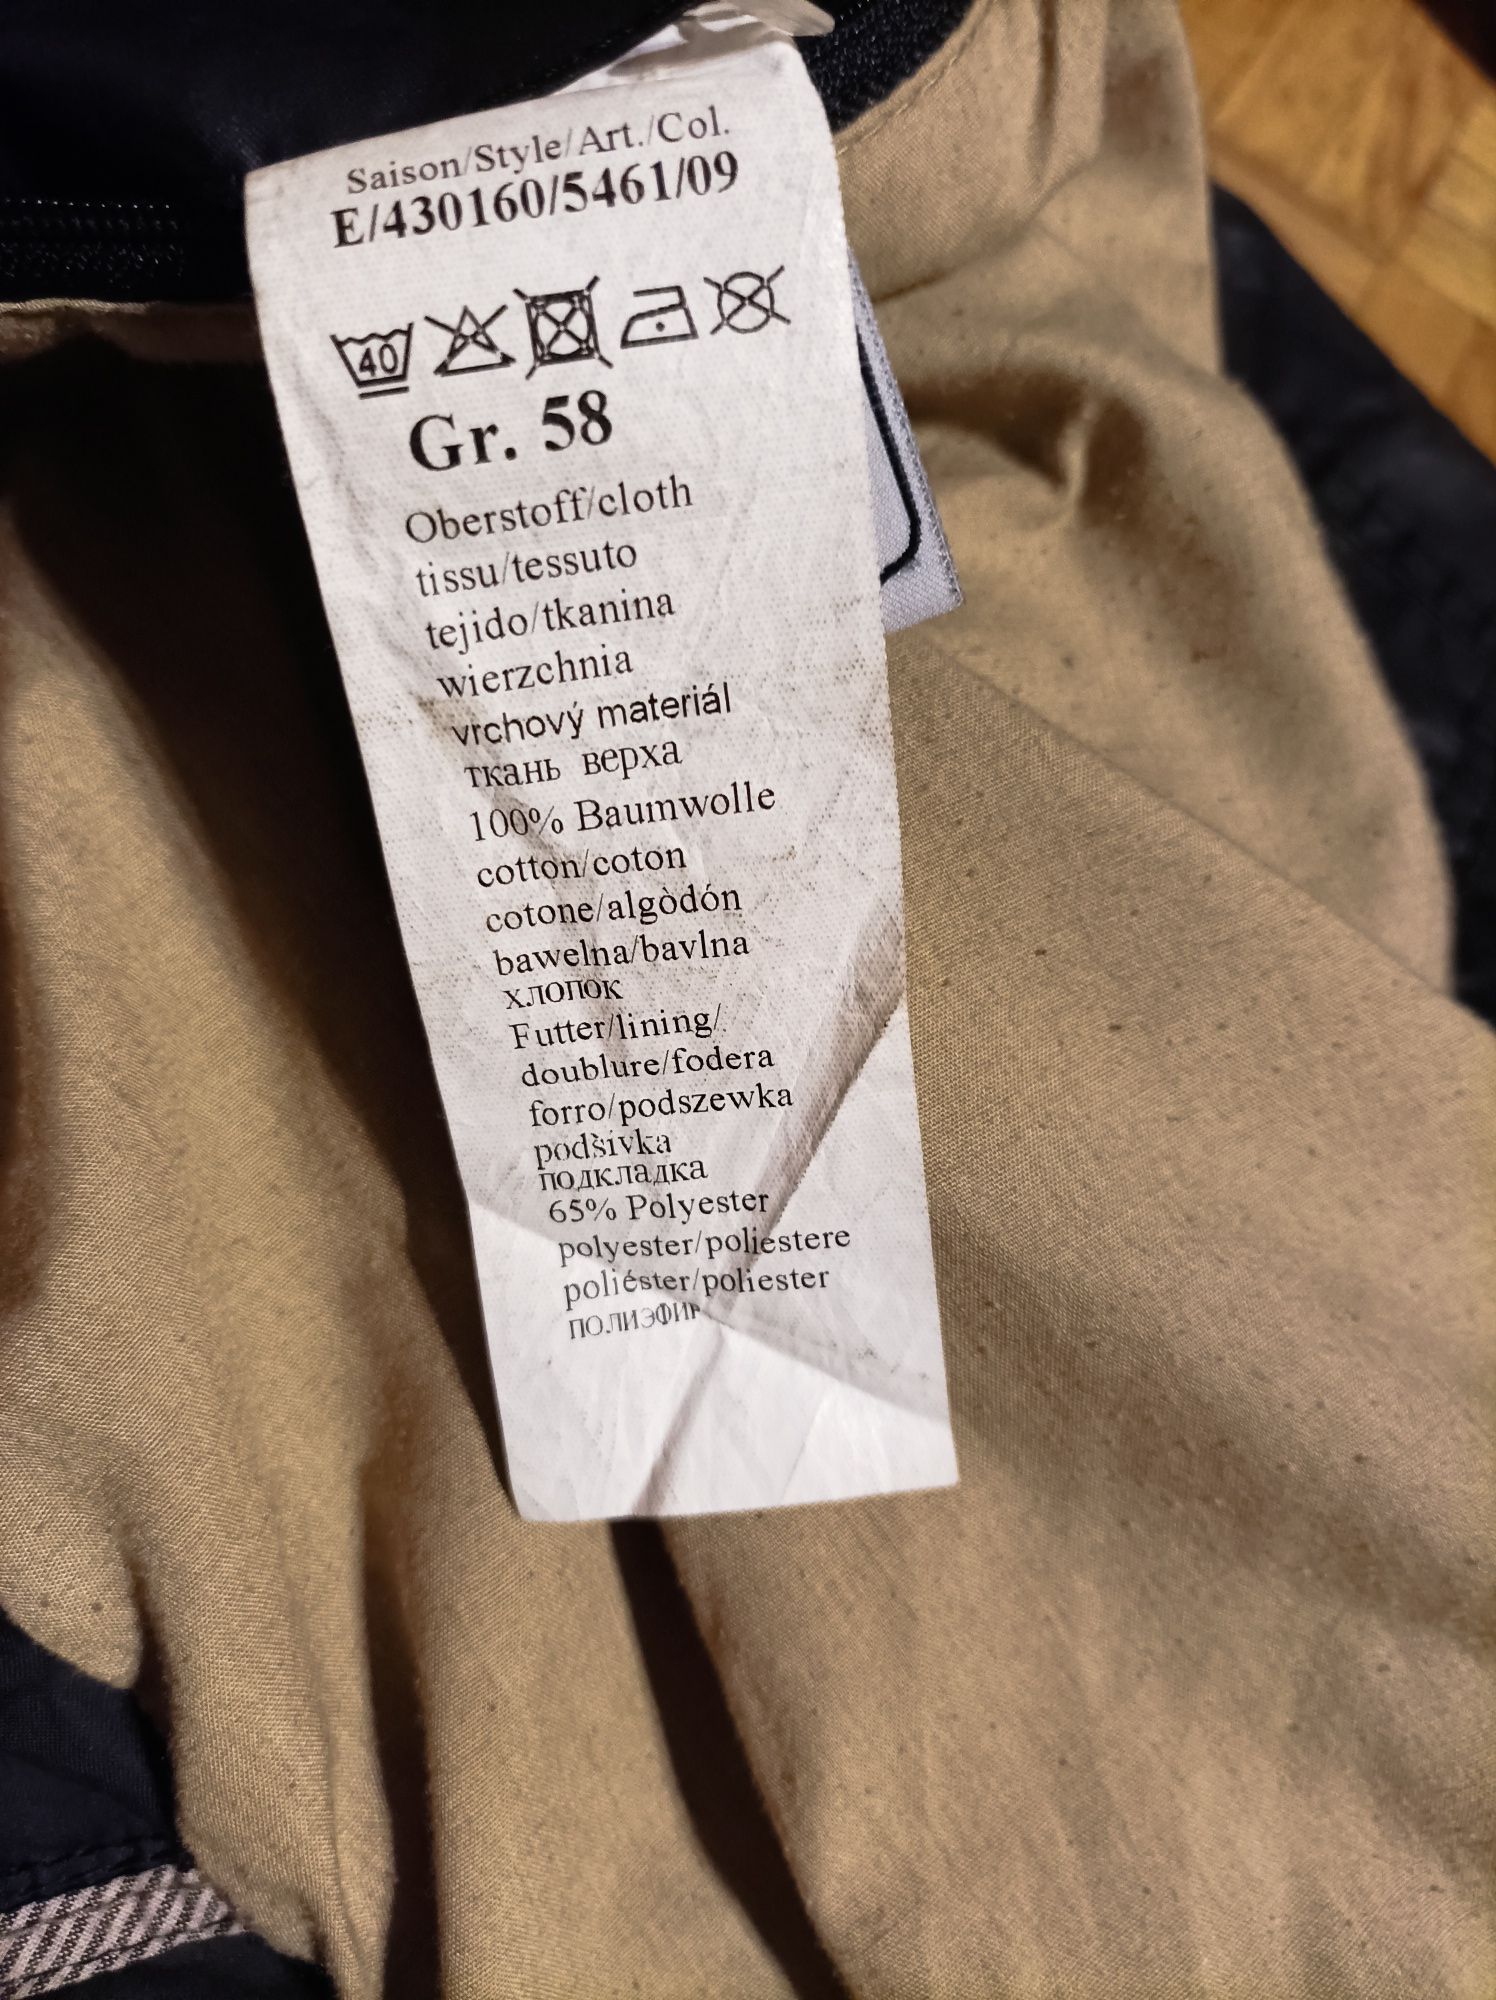 Saison/Style/Art./Col.
E/430160/5461/09
40
Gr. 58
Oberstoff/cloth
tissu/tessuto
tejido/tkanina
wierzchnia
vrchový materiál
ткань верха
100% Baumwolle
cotton/coton
cotone/algòdón
bawelna/bavlna
хлопок
Futter/lining/
doublure/fodera
forro/podszewka
podšivka
подкладка
65% Polyester
polyester/poliestere
poliéster/poliester
полиэфир